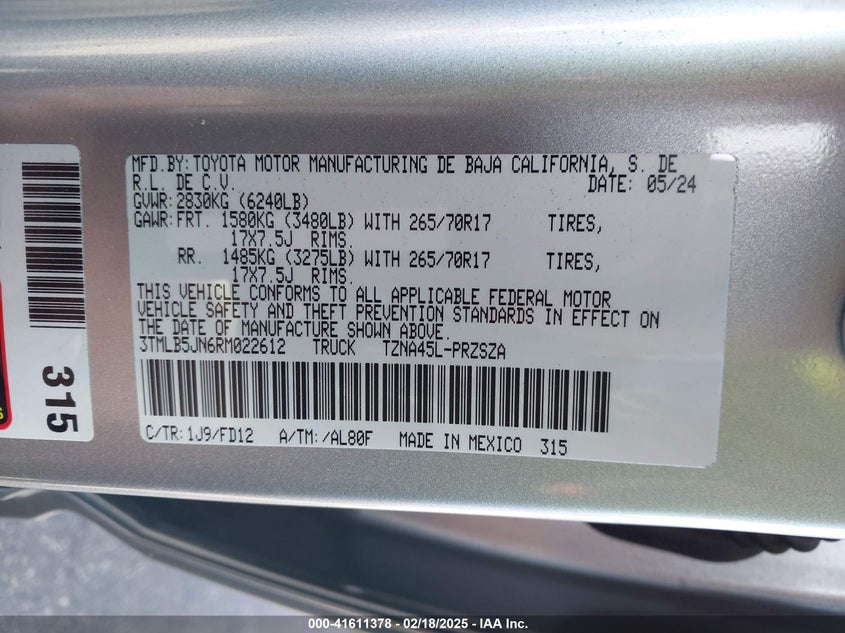 MFD.BY:TOYOTA MOTOR MANUFACTURING DE BAJA CALIFORNIA, S. DE
R.L. DE C.V. DATE: 05/24
GVWR:2830KG (6240LB)
GAWR:FRT. 1580KG (3480LB) WITH 265/70R17 TIRES,
17X7.5J RIMS.
RR. 1485KG (3275LB) WITH 265/70R17 TIRES,
17X7.5J RIMS.
THIS VEHICLE CONFORMS TO ALL APPLICABLE FEDERAL MOTOR
VEHICLE SAFETY AND THEFT PREVENTION STANDARDS IN EFFECT ON
THE DATE OF MANUFACTURE SHOWN ABOVE.
3TMLB5JN6RM022612 TRUCK TZNA45L-PRZSZA
C/TR:1J9/FD12 A/TM:/AL80F MADE IN MEXICO 315
315
000-41611378 - 02/18/2025 - IAA Inc.